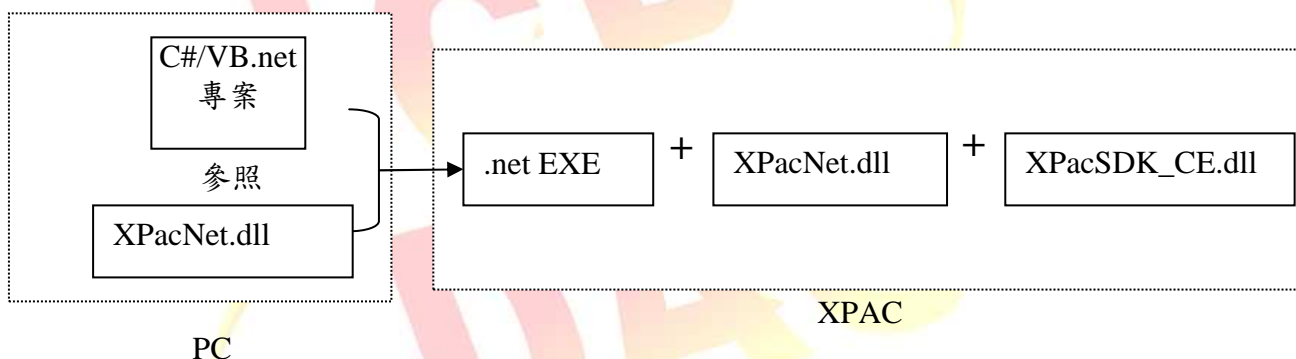 C#/VB.net
專案
參照
XPacNet.dll
.net EXE
+
XPacNet.dll
+
XPacSDK_CE.dll
XPAC
PC